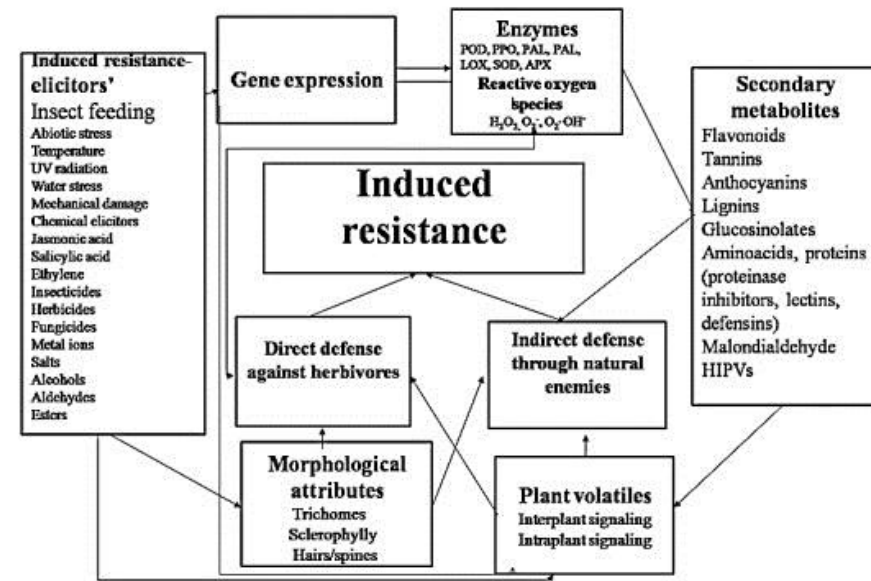 Induced resistance-
elicitors'
Insect feeding
Abiotic stress
Temperature
UV radiation
Water stress
Mechanical damage
Chemical elicitors
Jasmonic acid
Salicylic acid
Ethylene
Insecticides
Herbicides
Fungicides
Metal ions
Salts
Alcohols
Aldehydes
Esters
Gene expression
Enzymes
POD, PPO, PAL, PAL,
LOX, SOD, APX
Reactive oxygen
species
H₂O₂, O₂⁻, O₂⁻ OH⁻
Secondary
metabolites
Flavonoids
Tannins
Anthocyanins
Lignins
Glucosinolates
Aminoacids, proteins
(proteinase
inhibitors, lectins,
defensins)
Malondialdehyde
HIPVs
Induced
resistance
Direct defense
against herbivores
Indirect defense
through natural
enemies
Morphological
attributes
Trichomes
Sclerophylly
Hairs/spines
Plant volatiles
Interplant signaling
Intraplant signaling